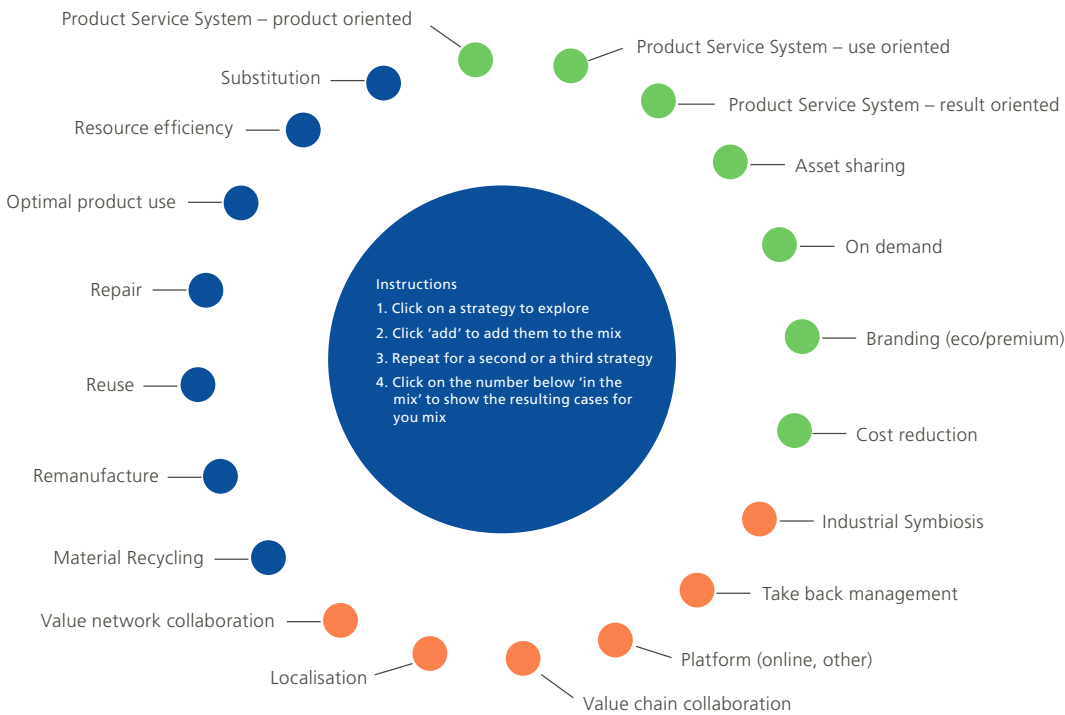 Product Service System – product oriented
Product Service System – use oriented
Substitution
Product Service System – result oriented
Resource efficiency
Asset sharing
Optimal product use
On demand
Instructions
1. Click on a strategy to explore
2. Click ‘add’ to add them to the mix
3. Repeat for a second or a third strategy
4. Click on the number below ‘in the
mix’ to show the resulting cases for
you mix
Repair
Branding (eco/premium)
Reuse
Cost reduction
Remanufacture
Industrial Symbiosis
Material Recycling
Take back management
Value network collaboration
Platform (online, other)
Localisation
Value chain collaboration